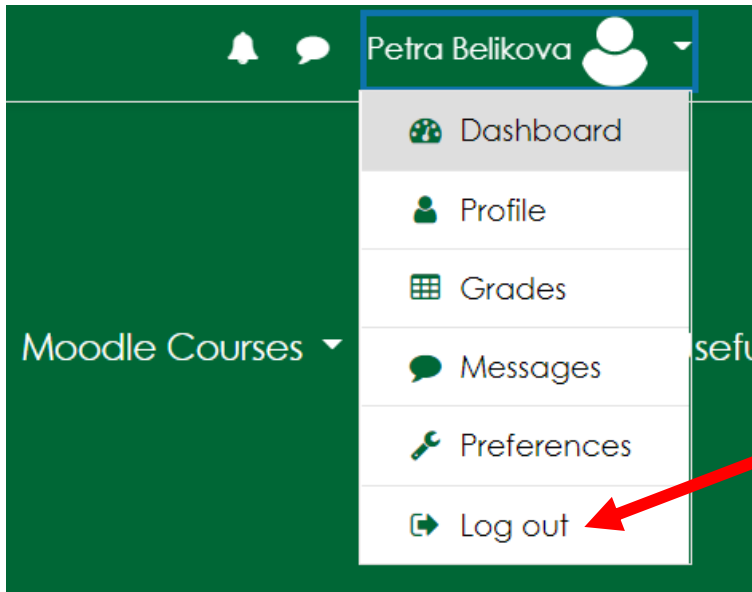 Petra Belikova
Dashboard
Profile
Grades
Moodle Courses
Messages
Preferences
Log out